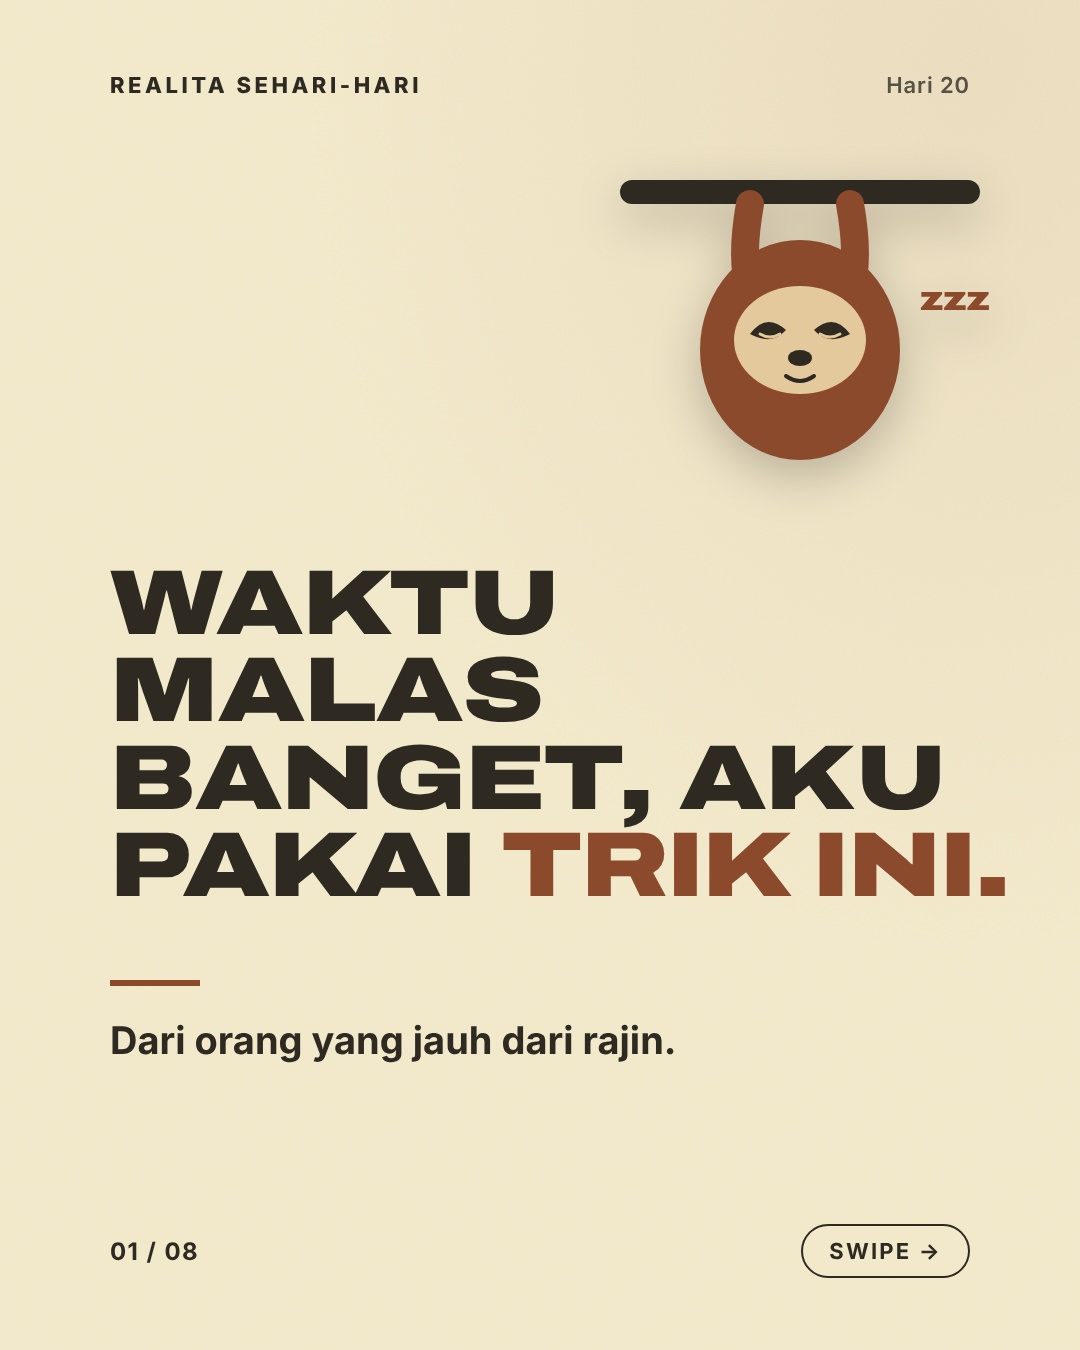 REALITA SEHARI-HARI
Hari 20
zzz
WAKTU
MALAS
BANGET, AKU
PAKAI TRIK INI.
Dari orang yang jauh dari rajin.
01 / 08
SWIPE →